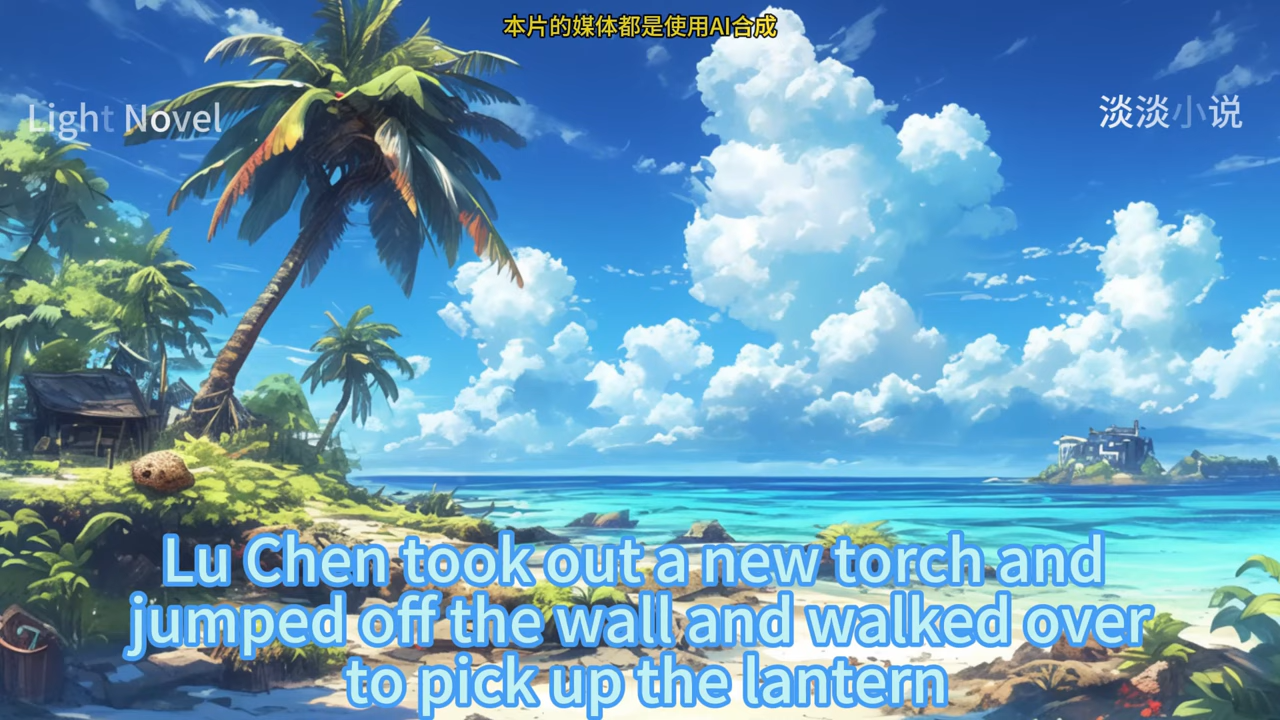 本片的媒体都是使用AI合成
Light Novel
淡淡小说
Lu Chen took out a new torch and
jumped off the wall and walked over
to pick up the lantern